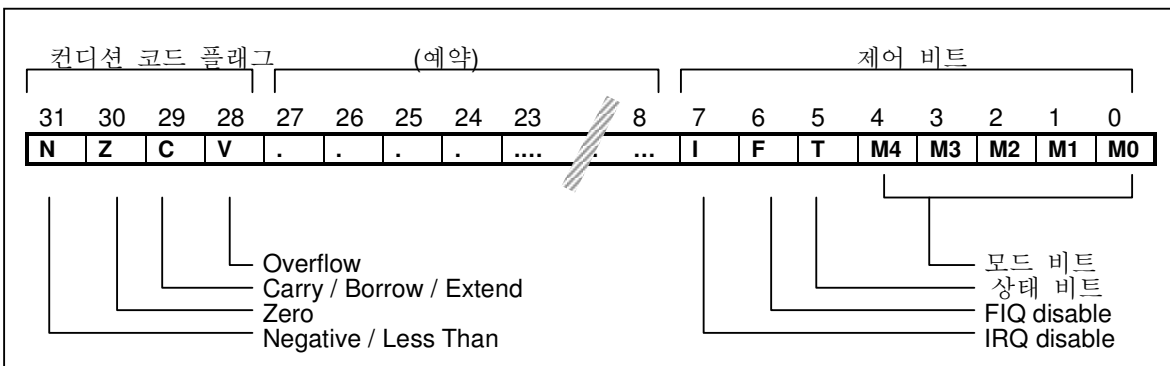 컨디션 코드 플래그 (예약) 제어 비트
31 30 29 28 27 26 25 24 23 8 7 6 5 4 3 2 1 0
N Z C V . . . . .... . ... I F T M4 M3 M2 M1 M0
Overflow 모드 비트
Carry / Borrow / Extend 상태 비트
Zero FIQ disable
Negative / Less Than IRQ disable